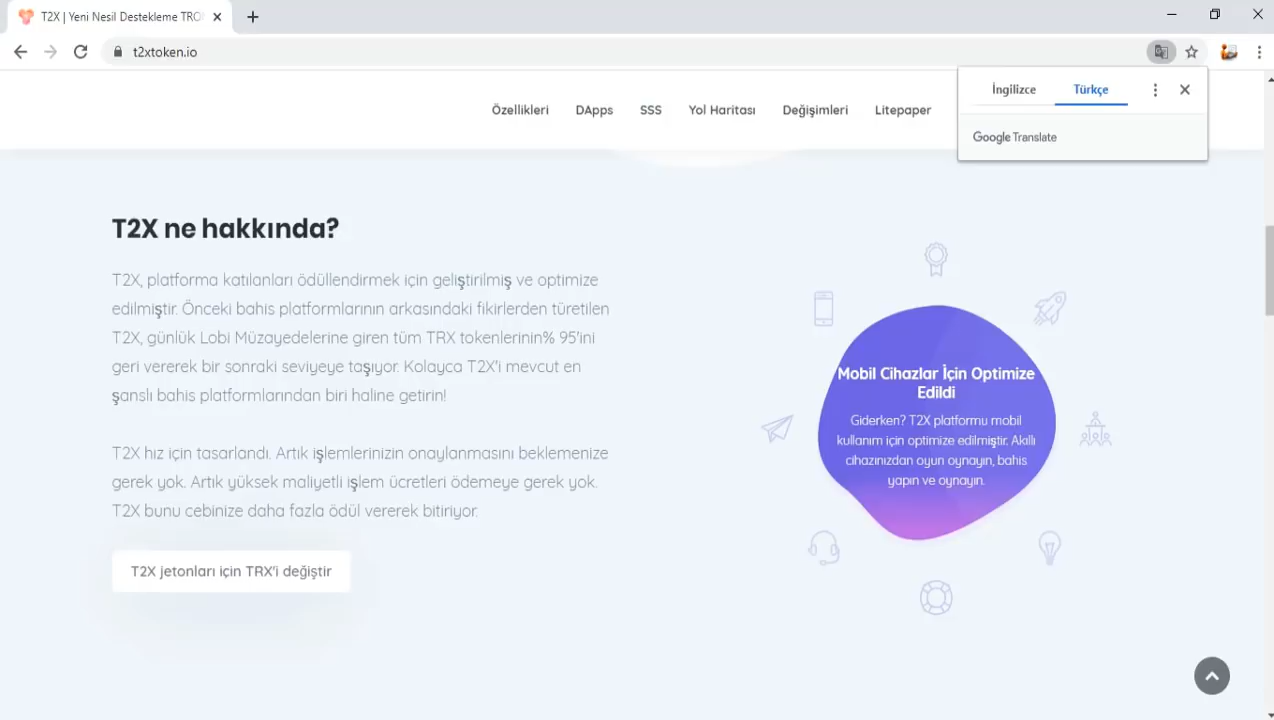 T2X | Yeni Nesil Destekleme TRO
t2xtoken.io
İngilizce Türkçe
Google Translate
Özellikleri DApps SSS Yol Haritası Değişimleri Litepaper
T2X ne hakkında?
T2X, platforma katılanları ödüllendirmek için geliştirilmiş ve optimize
edilmiştir. Önceki bahis platformlarının arkasındaki fikirlerden türetilen
T2X, günlük Lobi Müzayedelerine giren tüm TRX tokenlerinin% 95'ini
geri vererek bir sonraki seviyeye taşıyor. Kolayca T2X'i mevcut en
şanslı bahis platformlarından biri haline getirin!
T2X hız için tasarlandı. Artık işlemlerinizin onaylanmasını beklemenize
gerek yok. Artık yüksek maliyetli işlem ücretleri ödemeye gerek yok.
T2X bunu cebinize daha fazla ödül vererek bitiriyor.
T2X jetonları için TRX'i değiştir
Mobil Cihazlar İçin Optimize
Edildi
Giderken? T2X platformu mobil
kullanım için optimize edilmiştir. Akıllı
cihazınızdan oyun oynayın, bahis
yapın ve oynayın.